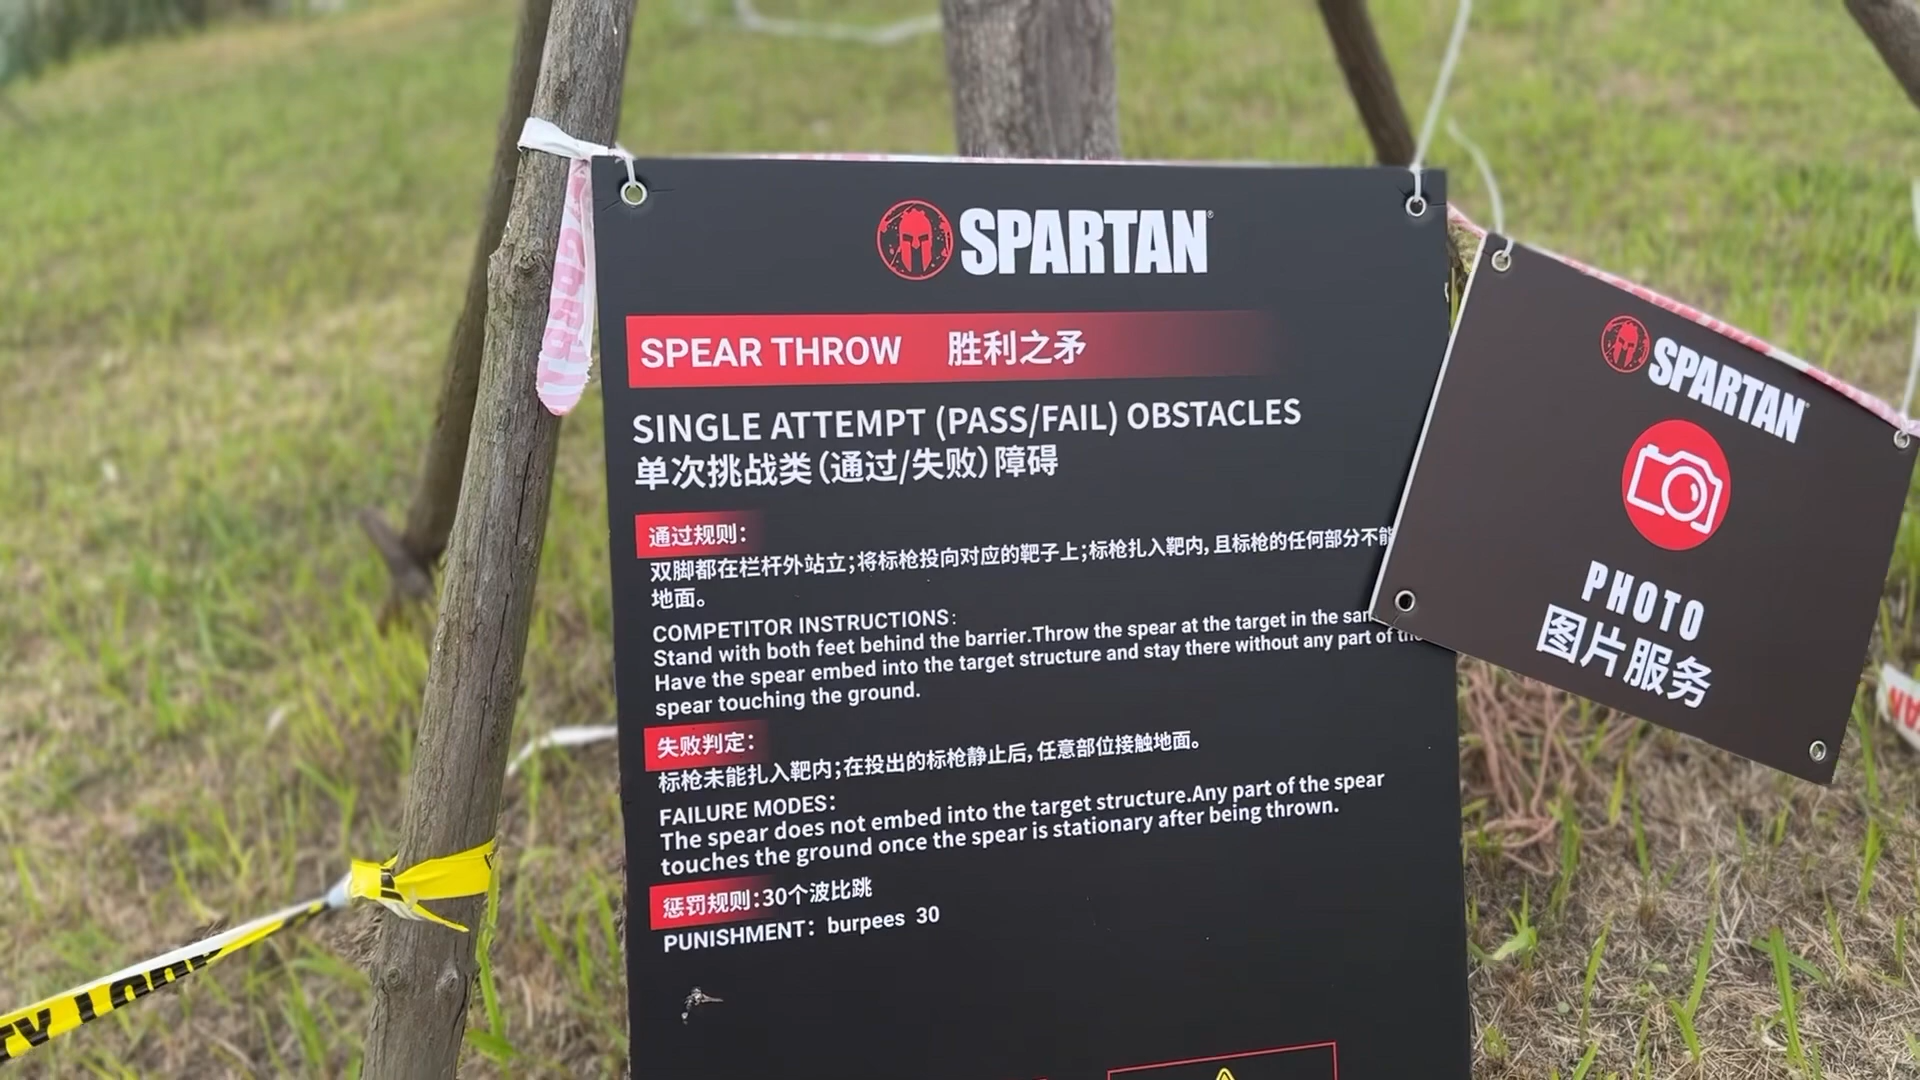 SPARTAN
SPEAR THROW 胜利之矛
SINGLE ATTEMPT (PASS/FAIL) OBSTACLES
单次挑战类(通过/失败)障碍
通过规则:
双脚都在栏杆外站立;将标枪投向对应的靶子上;标枪扎入靶内,且标枪的任何部分不能
地面。
COMPETITOR INSTRUCTIONS:
Stand with both feet behind the barrier.Throw the spear at the target in the
Have the spear embed into the target structure and stay there without any part of the
spear touching the ground.
失败判定:
标枪未能扎入靶内;在投出的标枪静止后,任意部位接触地面。
FAILURE MODES:
The spear does not embed into the target structure.Any part of the spear
touches the ground once the spear is stationary after being thrown.
惩罚规则:30个波比跳
PUNISHMENT: burpees 30
SPARTAN
PHOTO
图片服务